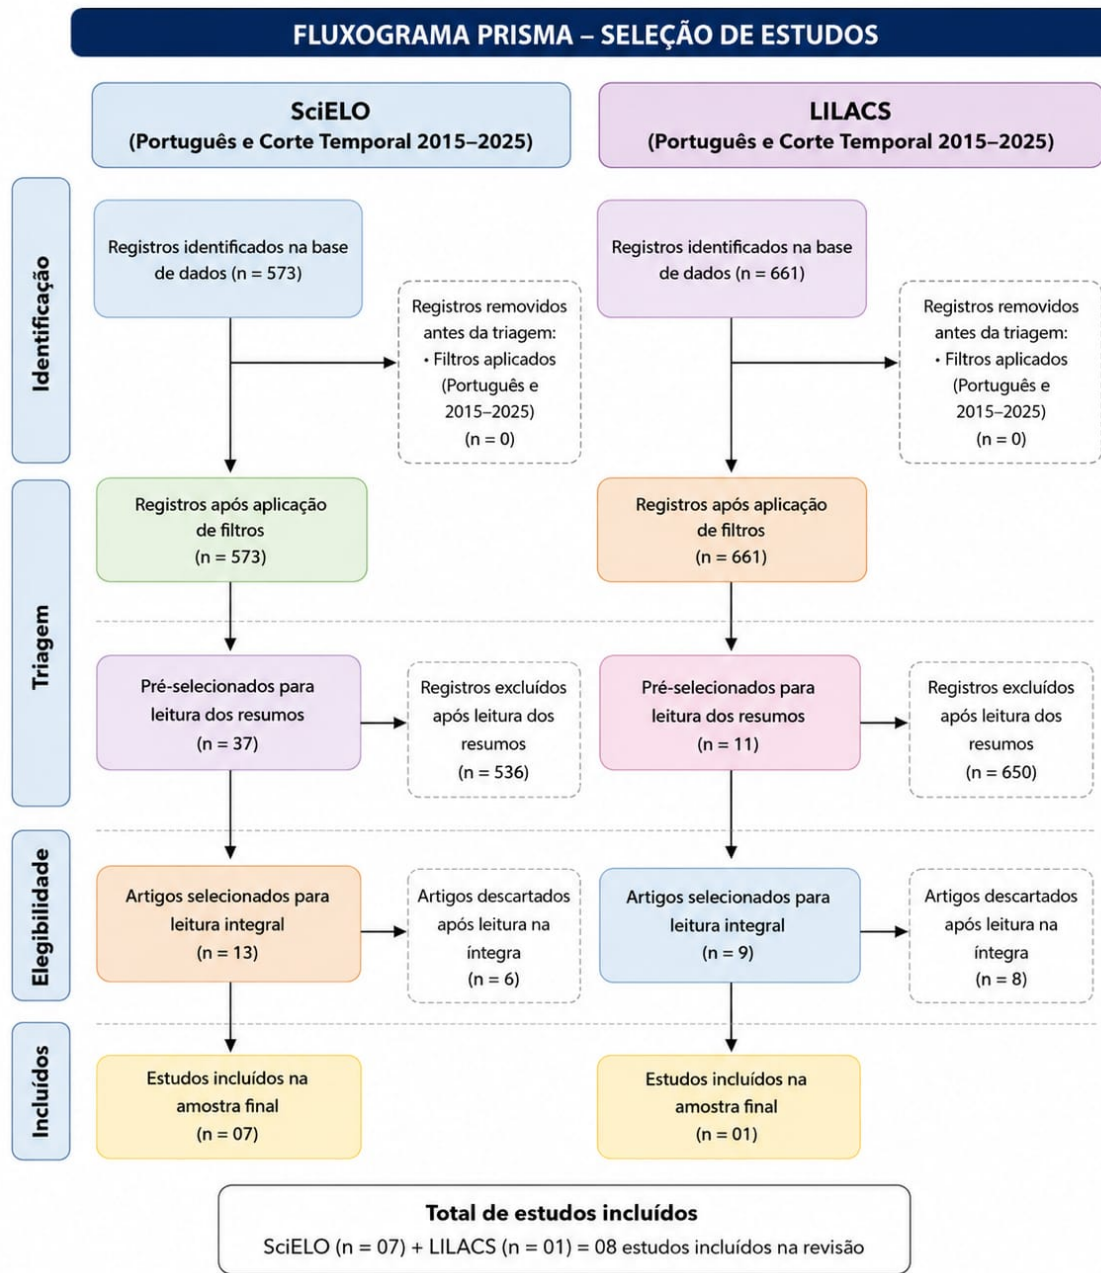 FLUXOGRAMA PRISMA – SELEÇÃO DE ESTUDOS
SciELO
(Português e Corte Temporal 2015–2025)
LILACS
(Português e Corte Temporal 2015–2025)
Identificação
Registros identificados na base
de dados (n = 573)
Registros removidos
antes da triagem:
• Filtros aplicados
(Português e
2015–2025)
(n = 0)
Registros identificados na base
de dados (n = 661)
Registros removidos
antes da triagem:
• Filtros aplicados
(Português e
2015–2025)
(n = 0)
Triagem
Registros após aplicação
de filtros
(n = 573)
Registros após aplicação
de filtros
(n = 661)
Pré-selecionados para
leitura dos resumos
(n = 37)
Registros excluídos
após leitura dos
resumos
(n = 536)
Pré-selecionados para
leitura dos resumos
(n = 11)
Registros excluídos
após leitura dos
resumos
(n = 650)
Elegibilidade
Artigos selecionados para
leitura integral
(n = 13)
Artigos descartados
após leitura na
íntegra
(n = 6)
Artigos selecionados para
leitura integral
(n = 9)
Artigos descartados
após leitura na
íntegra
(n = 8)
Incluídos
Estudos incluídos na
amostra final
(n = 07)
Estudos incluídos na
amostra final
(n = 01)
Total de estudos incluídos
SciELO (n = 07) + LILACS (n = 01) = 08 estudos incluídos na revisão